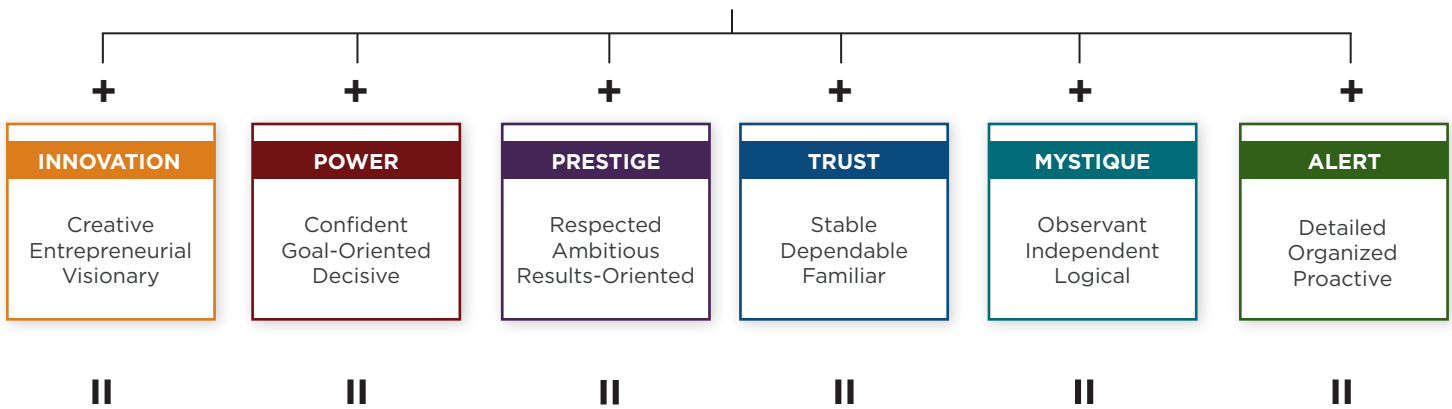 + + + + + +
INNOVATION
Creative
Entrepreneurial
Visionary
POWER
Confident
Goal-Oriented
Decisive
PRESTIGE
Respected
Ambitious
Results-Oriented
TRUST
Stable
Dependable
Familiar
MYSTIQUE
Observant
Independent
Logical
ALERT
Detailed
Organized
Proactive